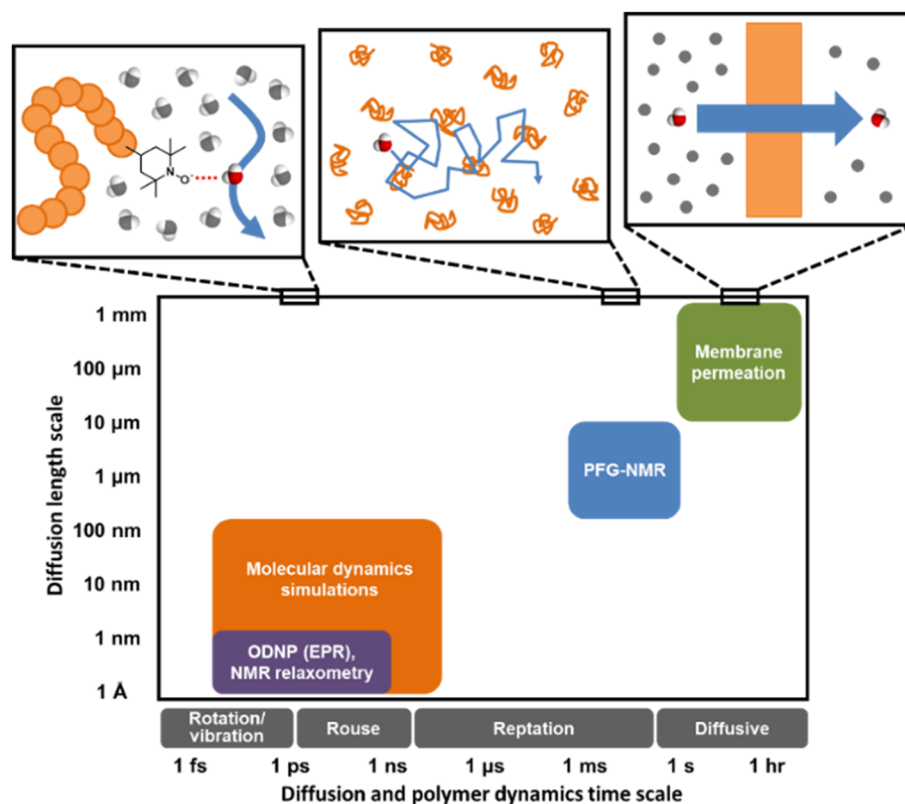 N
O·
1 mm
100 µm
10 µm
1 µm
100 nm
10 nm
1 nm
1 Å
Diffusion length scale
Membrane
permeation
PFG-NMR
Molecular dynamics
simulations
ODNP (EPR),
NMR relaxometry
Rotation/
vibration
Rouse
Reptation
Diffusive
1 fs
1 ps
1 ns
1 µs
1 ms
1 s
1 hr
Diffusion and polymer dynamics time scale